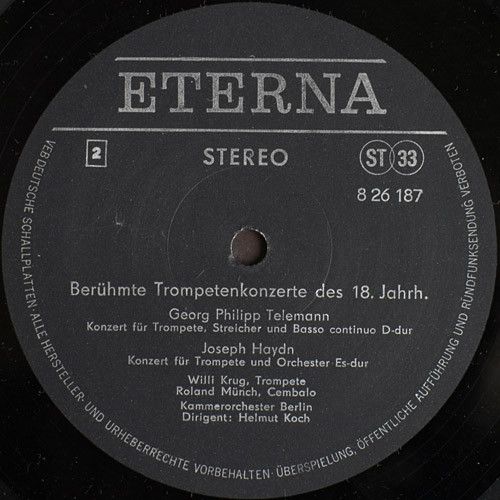 ETERNA
2
STEREO
ST 33
8 26 187
Berühmte Trompetenkonzerte des 18. Jahrh.
Georg Philipp Telemann
Konzert für Trompete, Streicher und Basso continuo D-dur
Joseph Haydn
Konzert für Trompete und Orchester Es-dur
Willi Krug, Trompete
Roland Münch, Cembalo
Kammerorchester Berlin
Dirigent: Helmut Koch
VEB DEUTSCHE SCHALLPLATTEN · ALLE HERSTELLER- UND URHEBERRECHTE VORBEHALTEN · ÜBERSPIELUNG, ÖFFENTLICHE AUFFÜHRUNG UND RUNDFUNKSENDUNG VERBOTEN